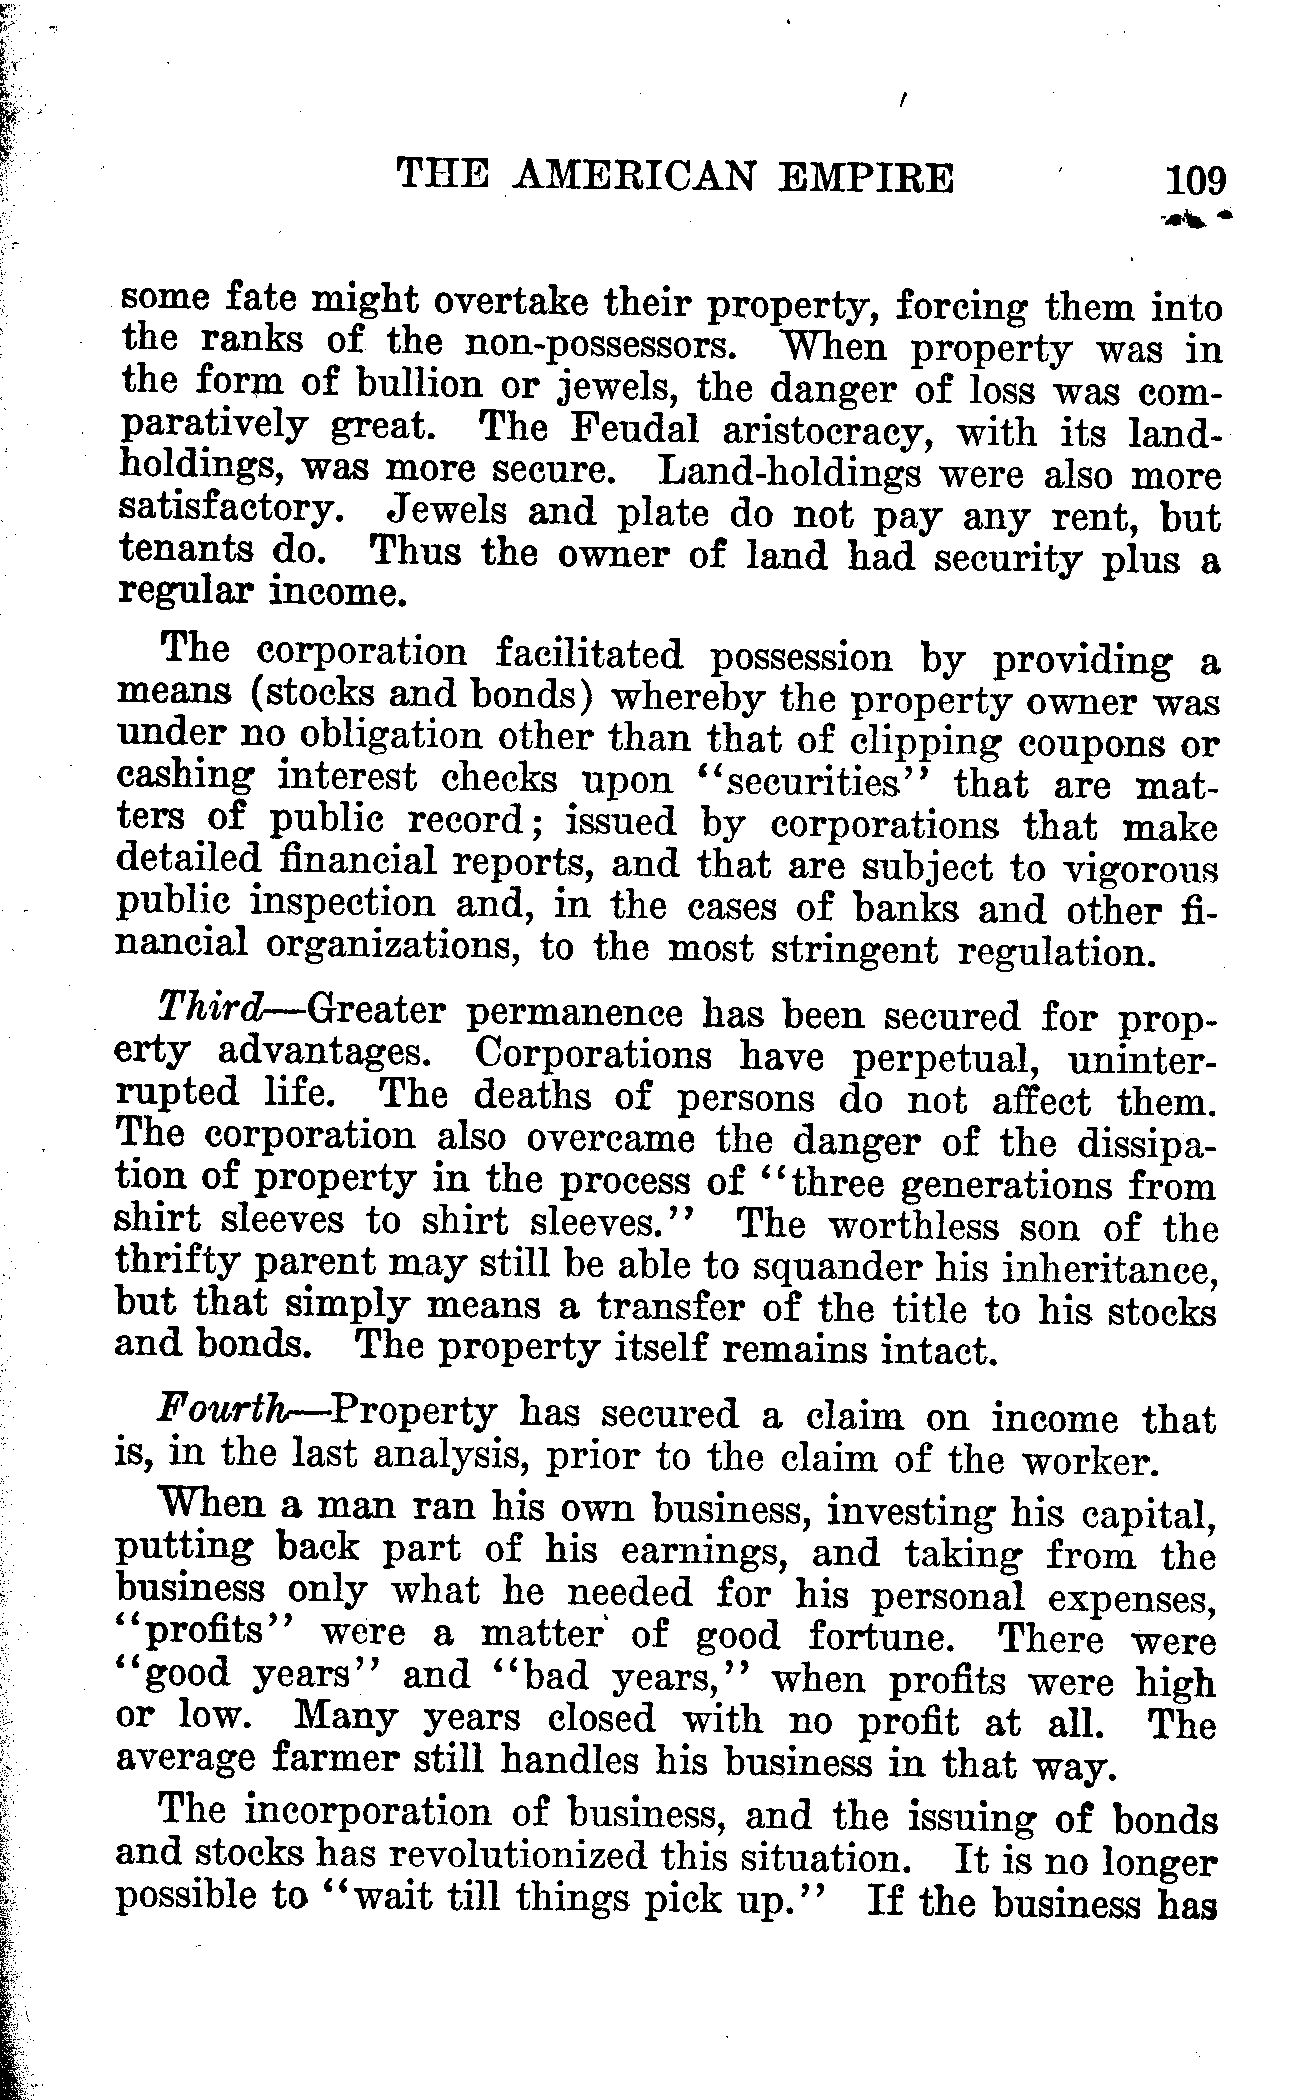 THE AMERICAN EMPIRE 109
some fate might overtake their property, forcing them into
the ranks of the non-possessors. When property was in
the form of bullion or jewels, the danger of loss was com-
paratively great. The Feudal aristocracy, with its land-
holdings, was more secure. Land-holdings were also more
satisfactory. Jewels and plate do not pay any rent, but
tenants do. Thus the owner of land had security plus a
regular income.
The corporation facilitated possession by providing a
means (stocks and bonds) whereby the property owner was
under no obligation other than that of clipping coupons or
cashing interest checks upon "securities" that are mat-
ters of public record; issued by corporations that make
detailed financial reports, and that are subject to vigorous
public inspection and, in the cases of banks and other fi-
nancial organizations, to the most stringent regulation.
Third—Greater permanence has been secured for prop-
erty advantages. Corporations have perpetual, uninter-
rupted life. The deaths of persons do not affect them.
The corporation also overcame the danger of the dissipa-
tion of property in the process of "three generations from
shirt sleeves to shirt sleeves." The worthless son of the
thrifty parent may still be able to squander his inheritance,
but that simply means a transfer of the title to his stocks
and bonds. The property itself remains intact.
Fourth—Property has secured a claim on income that
is, in the last analysis, prior to the claim of the worker.
When a man ran his own business, investing his capital,
putting back part of his earnings, and taking from the
business only what he needed for his personal expenses,
"profits" were a matter of good fortune. There were
"good years" and "bad years," when profits were high
or low. Many years closed with no profit at all. The
average farmer still handles his business in that way.
The incorporation of business, and the issuing of bonds
and stocks has revolutionized this situation. It is no longer
possible to "wait till things pick up." If the business has